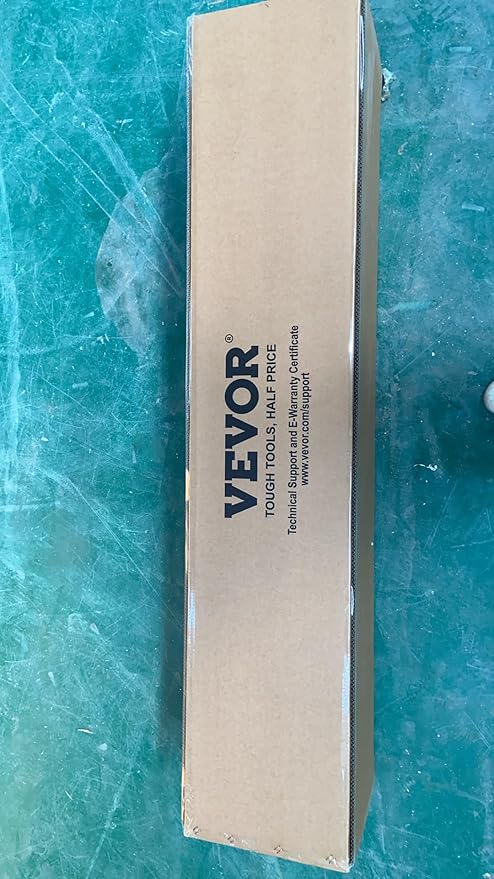 VEVOR®
TOUGH TOOLS, HALF PRICE
Technical Support and E-Warranty Certificate
www.vevor.com/support